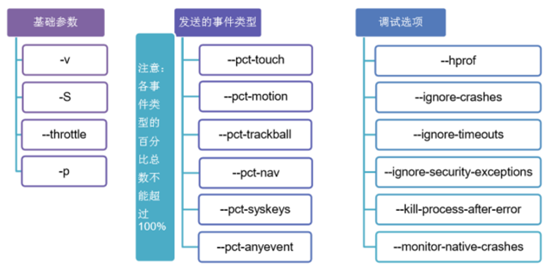 基础参数
-v
-S
--throttle
-p
注意:
各事
件类
型的
百分
比总
数不
能超
过
100%
发送的事件类型
--pct-touch
--pct-motion
--pct-trackball
--pct-nav
--pct-syskeys
--pct-anyevent
调试选项
--hprof
--ignore-crashes
--ignore-timeouts
--ignore-security-exceptions
--kill-process-after-error
--monitor-native-crashes